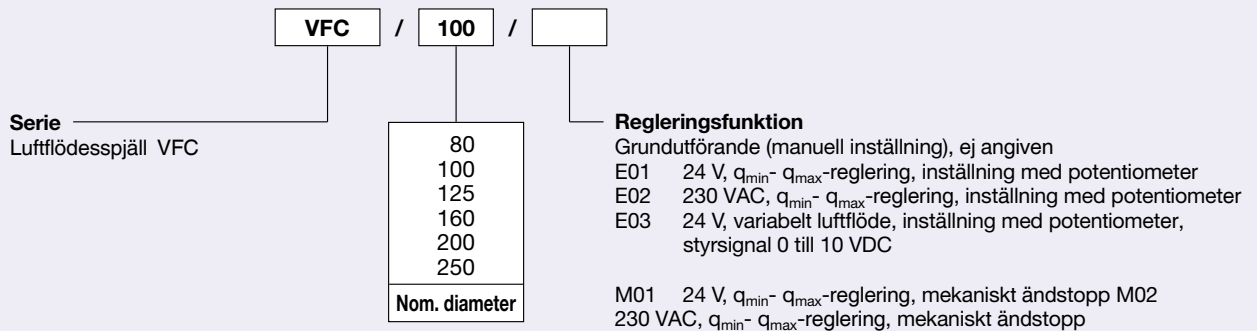 VFC / 100 /
Serie
Luftflödesspjäll VFC
80
100
125
160
200
250
Nom. diameter
Regleringsfunktion
Grundutförande (manuell inställning), ej angiven
E01 24 V, qmin- qmax-reglering, inställning med potentiometer
E02 230 VAC, qmin- qmax-reglering, inställning med potentiometer
E03 24 V, variabelt luftflöde, inställning med potentiometer,
styrsignal 0 till 10 VDC
M01 24 V, qmin- qmax-reglering, mekaniskt ändstopp M02
230 VAC, qmin- qmax-reglering, mekaniskt ändstopp